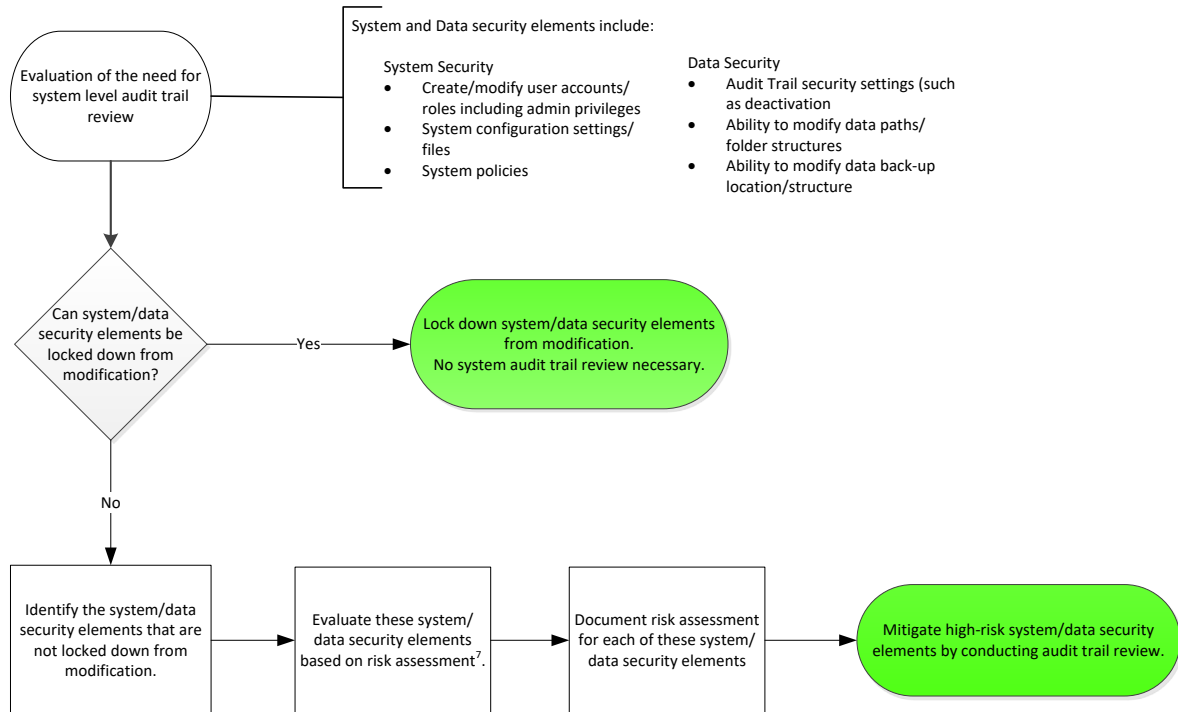 Evaluation of the need for
system level audit trail
review
System and Data security elements include:
System Security
• Create/modify user accounts/
roles including admin privileges
• System configuration settings/
files
• System policies
Data Security
• Audit Trail security settings (such
as deactivation
• Ability to modify data paths/
folder structures
• Ability to modify data back-up
location/structure
Can system/data
security elements be
locked down from
modification?
Yes
Lock down system/data security elements
from modification.
No system audit trail review necessary.
No
Identify the system/data
security elements that are
not locked down from
modification.
Evaluate these system/
data security elements
based on risk assessment⁷.
Document risk assessment
for each of these system/
data security elements
Mitigate high-risk system/data security
elements by conducting audit trail review.